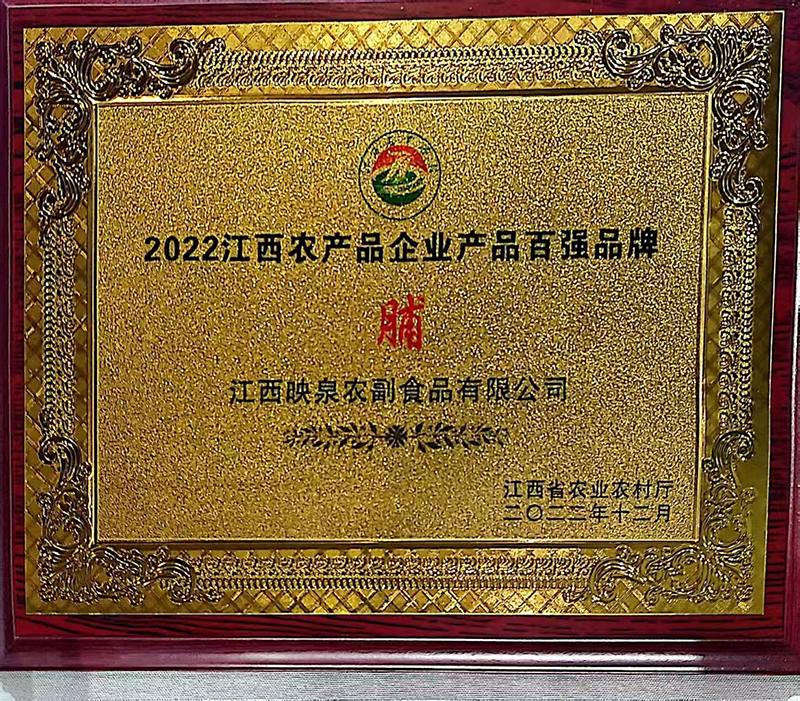 2022江西农产品企业产品百强品牌
脯
江西映泉农副食品有限公司
江西省农业农村厅
二〇二二年十二月